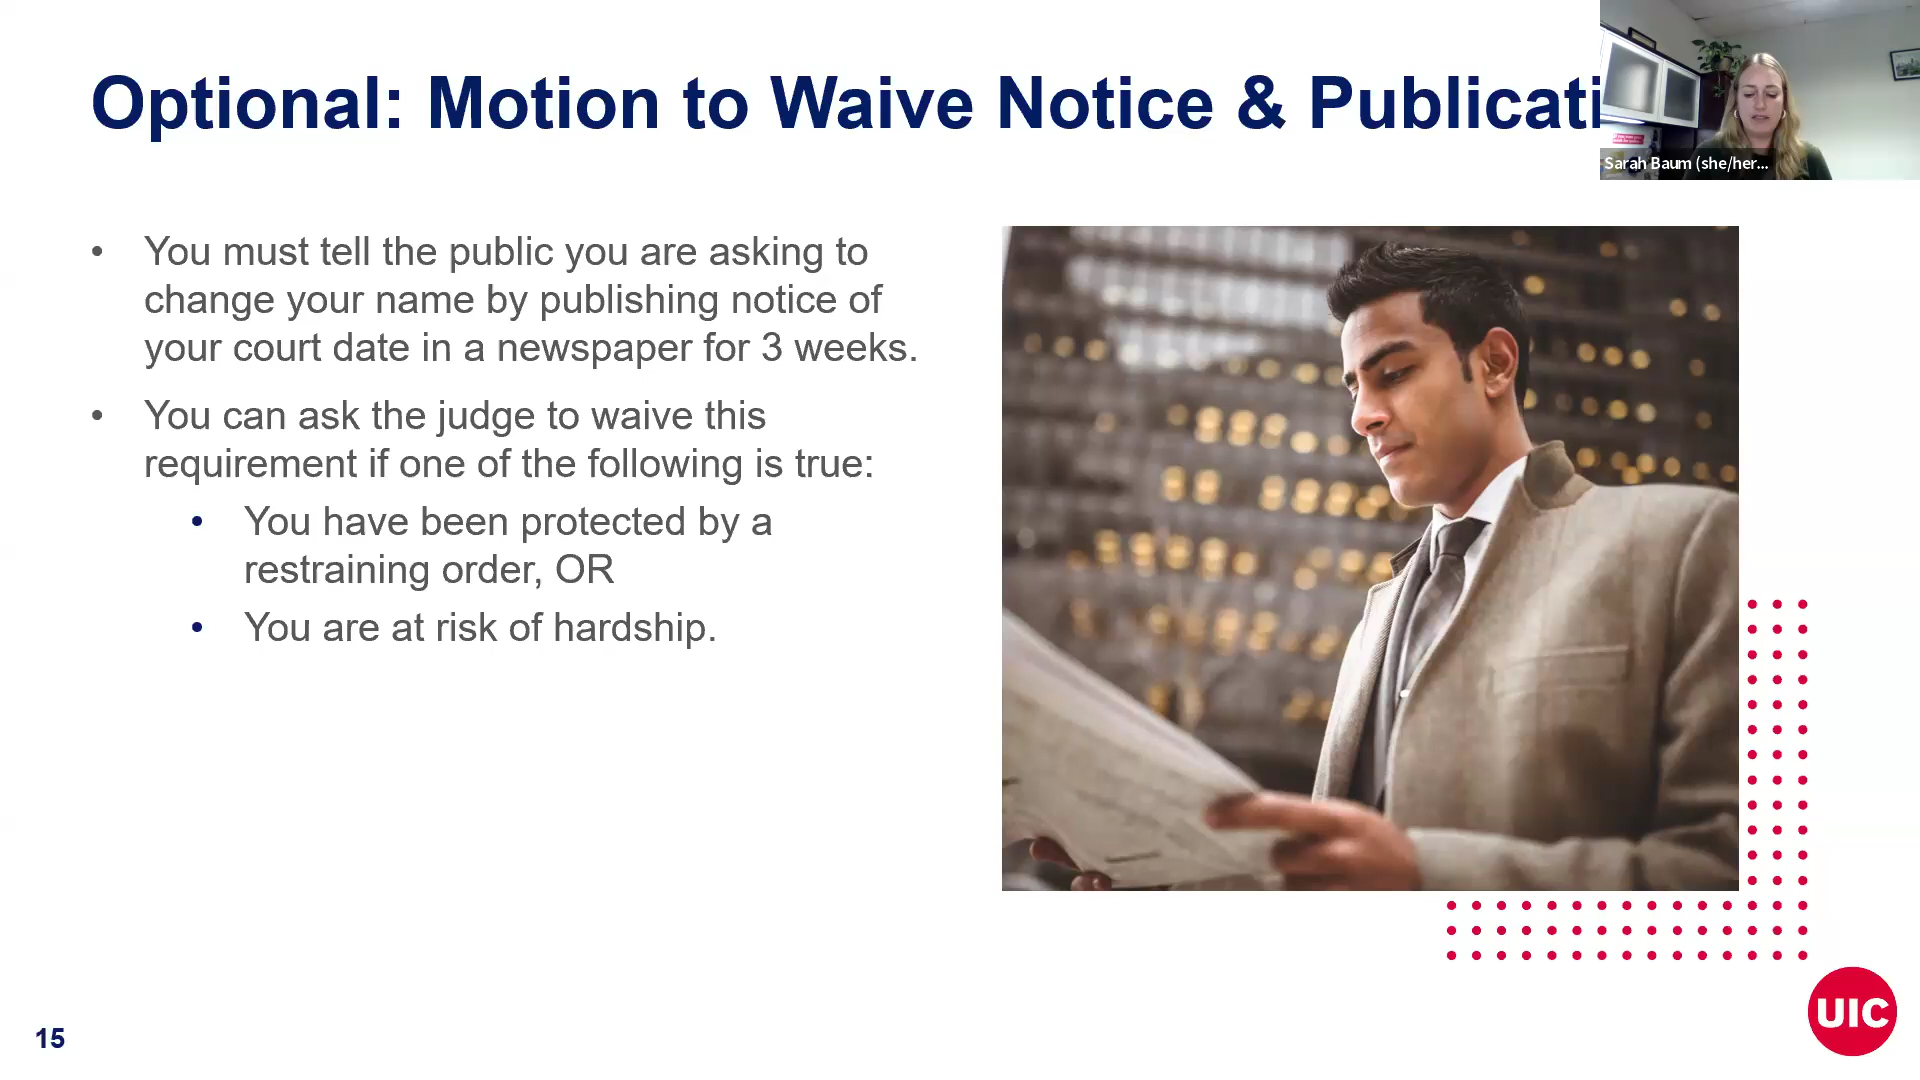 Optional: Motion to Waive Notice & Publicati
Sarah Baum (she/her...
• You must tell the public you are asking to
change your name by publishing notice of
your court date in a newspaper for 3 weeks.
• You can ask the judge to waive this
requirement if one of the following is true:
• You have been protected by a
restraining order, OR
• You are at risk of hardship.
15
UIC